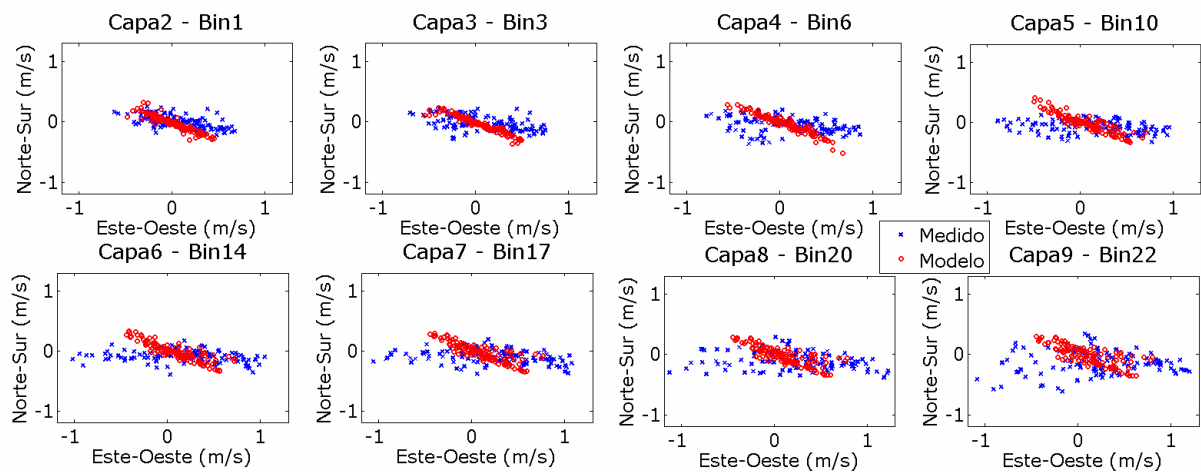 Capa2 - Bin1
Capa3 - Bin3
Capa4 - Bin6
Capa5 - Bin10
Norte-Sur (m/s)
1
0
-1
-1
0
1
Este-Oeste (m/s)
Norte-Sur (m/s)
1
0
-1
-1
0
1
Este-Oeste (m/s)
Norte-Sur (m/s)
1
0
-1
-1
0
1
Este-Oeste (m/s)
Norte-Sur (m/s)
1
0
-1
-1
0
1
Este-Oeste (m/s)
Medido
Modelo
Capa6 - Bin14
Capa7 - Bin17
Capa8 - Bin20
Capa9 - Bin22
Norte-Sur (m/s)
1
0
-1
-1
0
1
Este-Oeste (m/s)
Norte-Sur (m/s)
1
0
-1
-1
0
1
Este-Oeste (m/s)
Norte-Sur (m/s)
1
0
-1
-1
0
1
Este-Oeste (m/s)
Norte-Sur (m/s)
1
0
-1
-1
0
1
Este-Oeste (m/s)